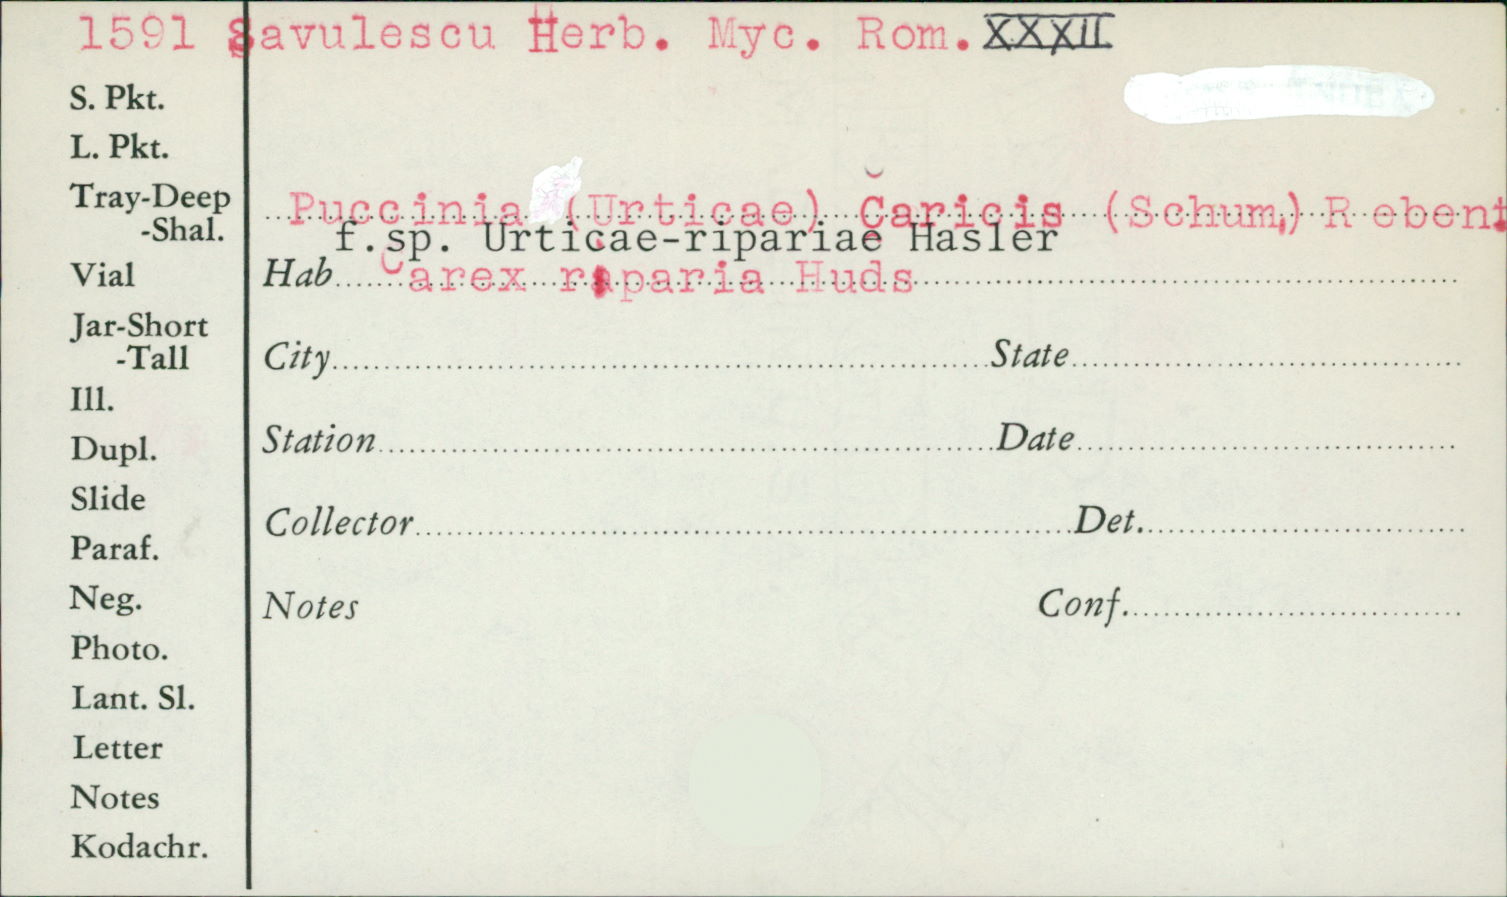 1591 Savulescu Herb. Myc. Rom. XXXII
S. Pkt.
L. Pkt.
Tray-Deep
-Shal.
Vial
Jar-Short
-Tall
Ill.
Dupl.
Slide
Paraf.
Neg.
Photo.
Lant. Sl.
Letter
Notes
Kodachr.
Puccinia (Urticae) Caricis (Schum.) Rebent
f.sp. Urticae-ripariae Hasler
Hab Carex raparia Huds
City State
Station Date
Collector Det.
Notes Conf.